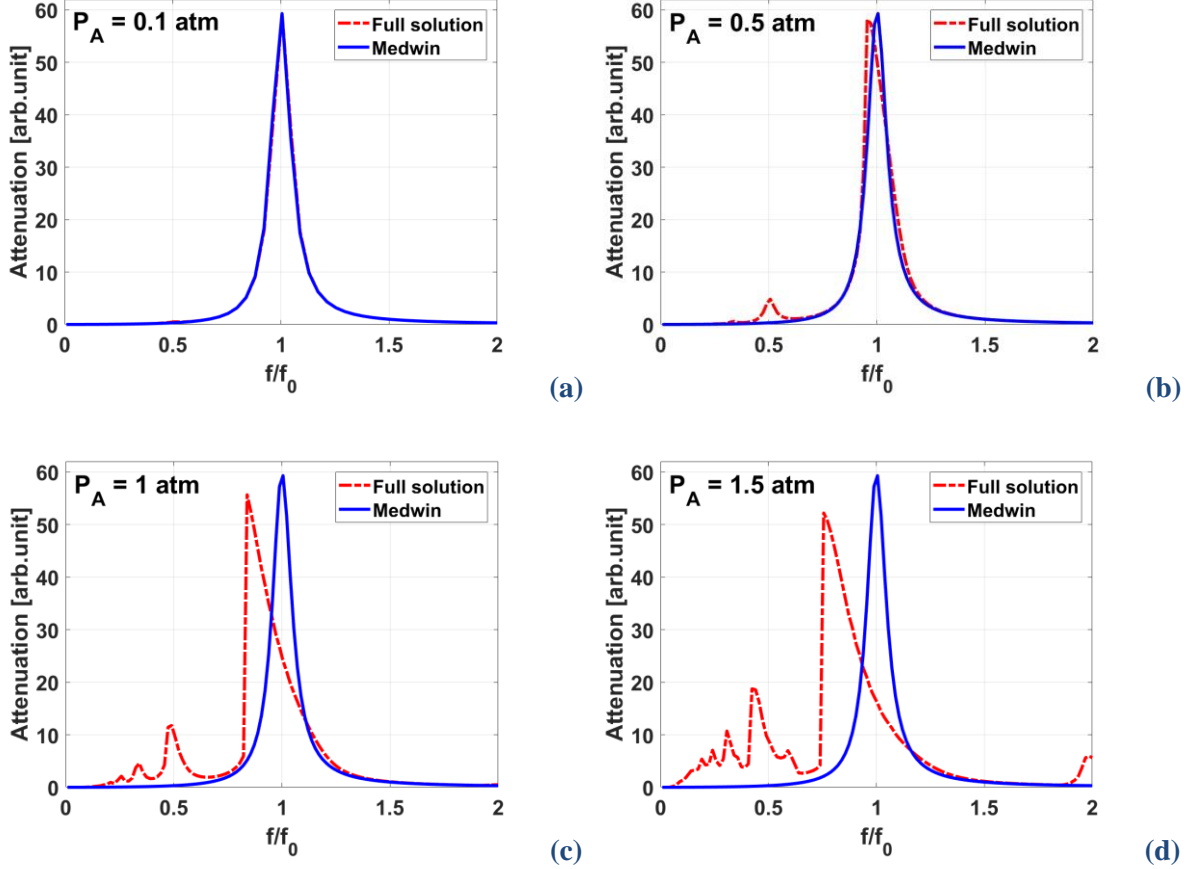 P_A = 0.1 atm
Full solution
Medwin
Attenuation [arb.unit]
60
50
40
30
20
10
0
0 0.5 1 1.5 2
f/f_0
(a)
P_A = 0.5 atm
Full solution
Medwin
Attenuation [arb.unit]
60
50
40
30
20
10
0
0 0.5 1 1.5 2
f/f_0
(b)
P_A = 1 atm
Full solution
Medwin
Attenuation [arb.unit]
60
50
40
30
20
10
0
0 0.5 1 1.5 2
f/f_0
(c)
P_A = 1.5 atm
Full solution
Medwin
Attenuation [arb.unit]
60
50
40
30
20
10
0
0 0.5 1 1.5 2
f/f_0
(d)